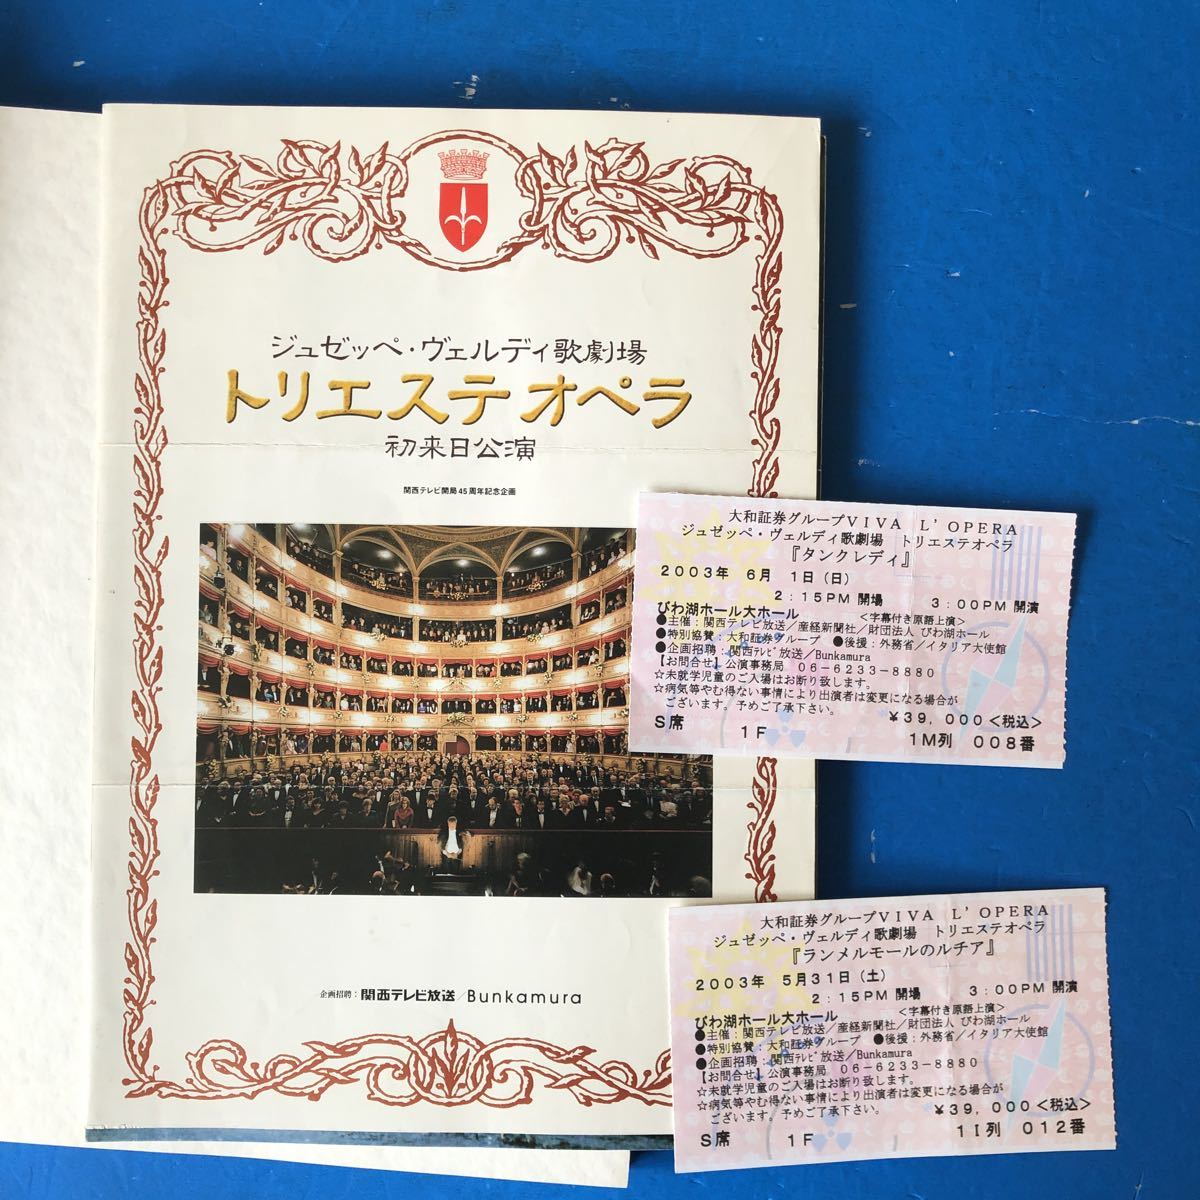 ジュゼッペ・ヴェルディ歌劇場
トリエステ オペラ
初来日公演
関西テレビ開局45周年記念企画
企画招聘：関西テレビ放送／Bunkamura
大和証券グループVIVA L'OPERA
ジュゼッペ・ヴェルディ歌劇場 トリエステオペラ
『タンクレディ』
2003年 6月 1日(日)
2:15PM 開場 3:00PM 開演
びわ湖ホール大ホール <字幕付き原語上演>
●主催：関西テレビ放送／産経新聞社／財団法人 びわ湖ホール
●特別協賛：大和証券グループ ●後援：外務省／イタリア大使館
●企画招聘：関西ﾃﾚﾋﾞ放送／Bunkamura
【お問合せ】公演事務局 06-6233-8880
☆未就学児童のご入場はお断り致します。
☆病気等やむ得ない事情により出演者は変更になる場合が
ございます。予めご了承下さい。
¥39,000<税込>
S席 1F 1M列 008番
大和証券グループVIVA L'OPERA
ジュゼッペ・ヴェルディ歌劇場 トリエステオペラ
『ランメルモールのルチア』
2003年 5月31日(土)
2:15PM 開場 3:00PM 開演
びわ湖ホール大ホール <字幕付き原語上演>
●主催：関西テレビ放送／産経新聞社／財団法人 びわ湖ホール
●特別協賛：大和証券グループ ●後援：外務省／イタリア大使館
●企画招聘：関西ﾃﾚﾋﾞ放送／Bunkamura
【お問合せ】公演事務局 06-6233-8880
☆未就学児童のご入場はお断り致します。
☆病気等やむ得ない事情により出演者は変更になる場合が
ございます。予めご了承下さい。
¥39,000<税込>
S席 1F 1I列 012番